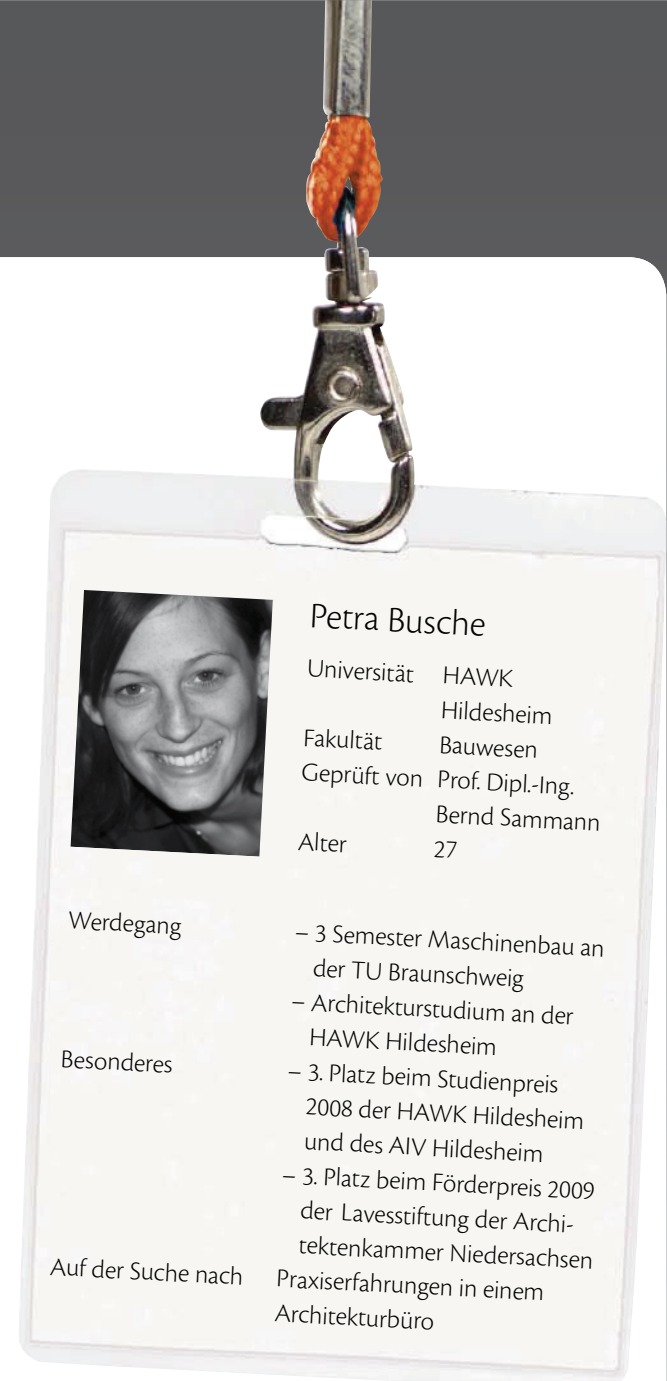 Petra Busche
Universität HAWK
Hildesheim
Fakultät Bauwesen
Geprüft von Prof. Dipl.-Ing.
Bernd Sammann
Alter 27
Werdegang – 3 Semester Maschinenbau an
der TU Braunschweig
– Architekturstudium an der
HAWK Hildesheim
Besonderes – 3. Platz beim Studienpreis
2008 der HAWK Hildesheim
und des AIV Hildesheim
– 3. Platz beim Förderpreis 2009
der Lavesstiftung der Archi-
tektenkammer Niedersachsen
Auf der Suche nach Praxiserfahrungen in einem
Architekturbüro